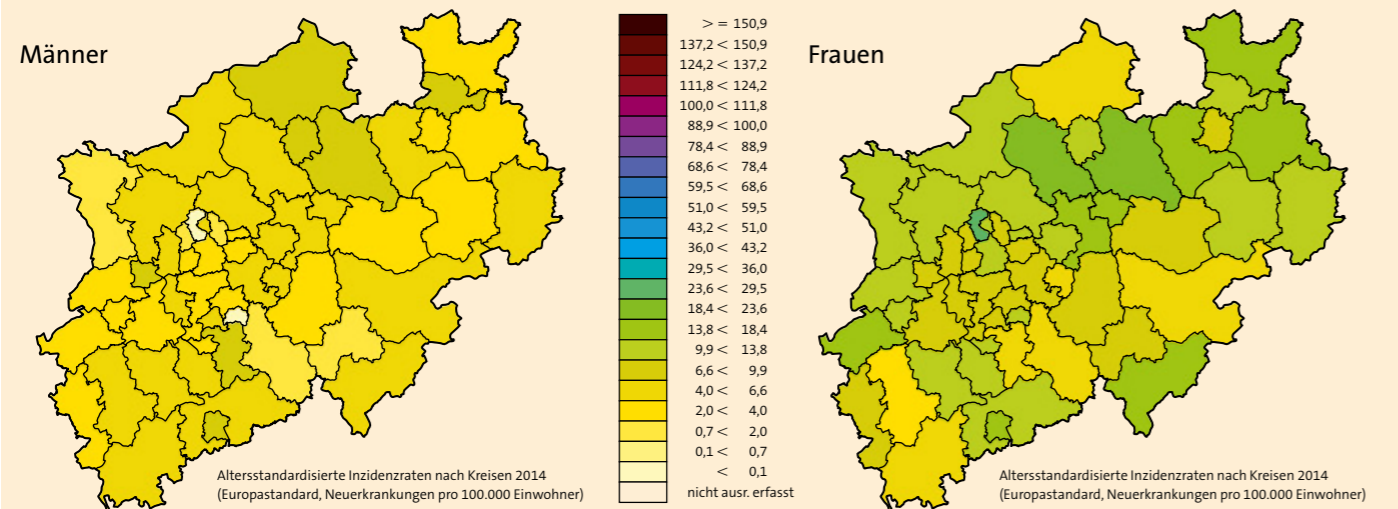 Männer
> = 150,9
137,2 < 150,9
124,2 < 137,2
111,8 < 124,2
100,0 < 111,8
88,9 < 100,0
78,4 < 88,9
68,6 < 78,4
59,5 < 68,6
51,0 < 59,5
43,2 < 51,0
36,0 < 43,2
29,5 < 36,0
23,6 < 29,5
18,4 < 23,6
13,8 < 18,4
9,9 < 13,8
6,6 < 9,9
4,0 < 6,6
2,0 < 4,0
0,7 < 2,0
0,1 < 0,7
< 0,1
nicht ausr. erfasst
Altersstandardisierte Inzidenzraten nach Kreisen 2014
(Europastandard, Neuerkrankungen pro 100.000 Einwohner)
Frauen
Altersstandardisierte Inzidenzraten nach Kreisen 2014
(Europastandard, Neuerkrankungen pro 100.000 Einwohner)